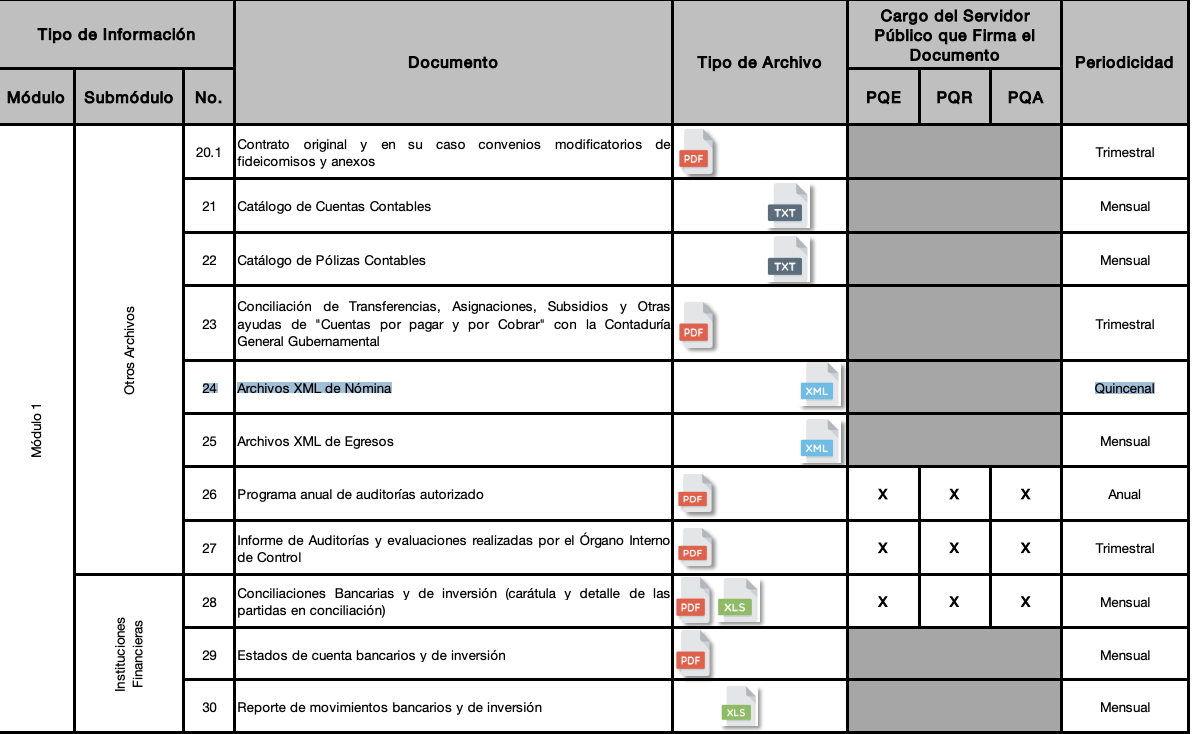 Tipo de Información
Documento
Tipo de Archivo
Cargo del Servidor
Público que Firma el
Documento
Periodicidad
Módulo
Submódulo
No.
PQE
PQR
PQA
Módulo 1
Otros Archivos
20.1
Contrato original y en su caso convenios modificatorios de
fideicomisos y anexos
PDF
Trimestral
21
Catálogo de Cuentas Contables
TXT
Mensual
22
Catálogo de Pólizas Contables
TXT
Mensual
23
Conciliación de Transferencias, Asignaciones, Subsidios y Otras
ayudas de "Cuentas por pagar y por Cobrar" con la Contaduría
General Gubernamental
PDF
Trimestral
24
Archivos XML de Nómina
XML
Quincenal
25
Archivos XML de Egresos
XML
Mensual
26
Programa anual de auditorías autorizado
PDF
X
X
X
Anual
27
Informe de Auditorías y evaluaciones realizadas por el Órgano Interno
de Control
PDF
X
X
X
Trimestral
Instituciones
Financieras
28
Conciliaciones Bancarias y de inversión (carátula y detalle de las
partidas en conciliación)
PDF
XLS
X
X
X
Mensual
29
Estados de cuenta bancarios y de inversión
PDF
Mensual
30
Reporte de movimientos bancarios y de inversión
XLS
Mensual